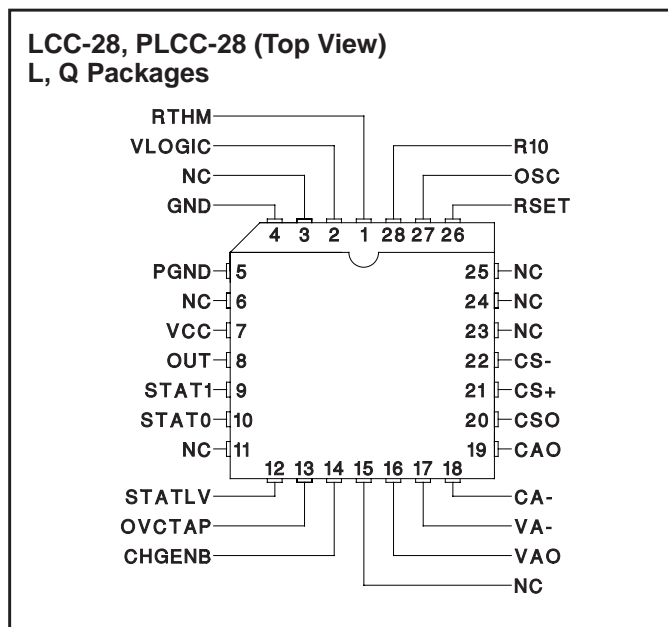 LCC-28, PLCC-28 (Top View)
L, Q Packages
RTHM
VLOGIC
R10
NC
OSC
GND
RSET
4 3 2 1 28 27 26
PGND 5 25 NC
NC 6 24 NC
VCC 7 23 NC
OUT 8 22 CS-
STAT1 9 21 CS+
STAT0 10 20 CSO
NC 11 19 CAO
12 13 14 15 16 17 18
STATLV CA-
OVCTAP VA-
CHGENB VAO
NC